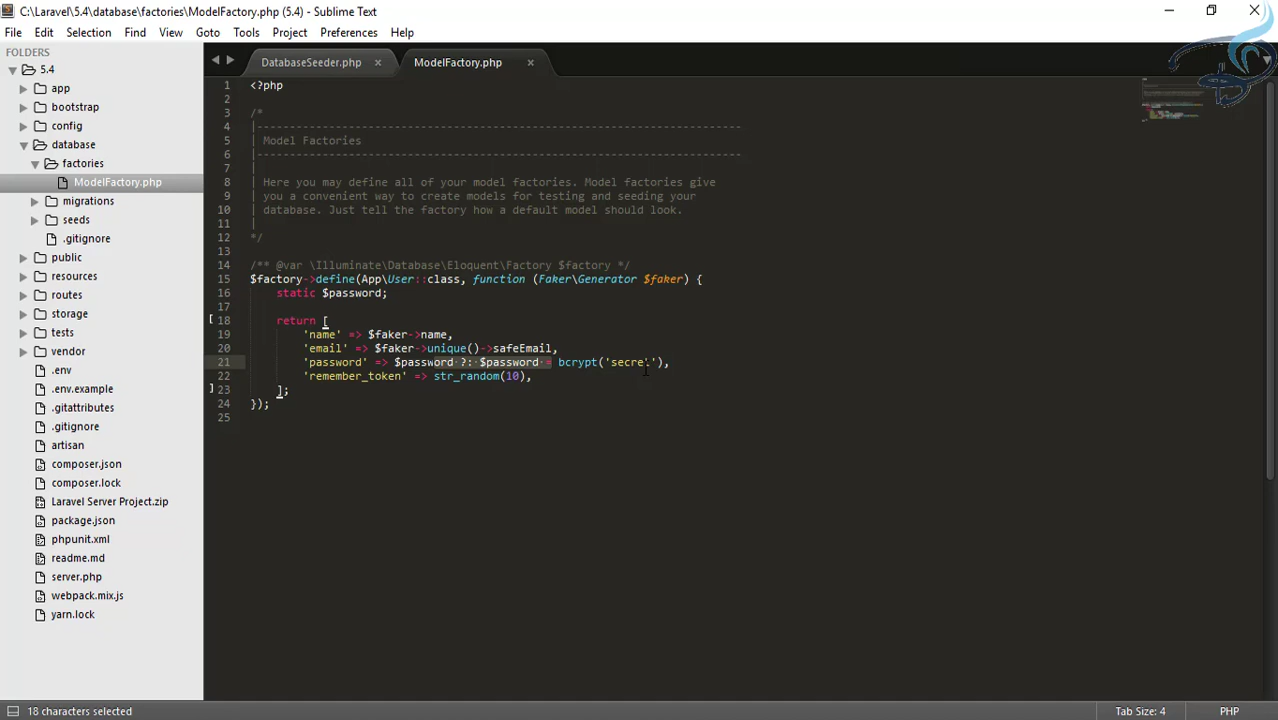 C:\Laravel\5.4\database\factories\ModelFactory.php (5.4) - Sublime Text
File Edit Selection Find View Goto Tools Project Preferences Help
FOLDERS
5.4
app
bootstrap
config
database
factories
ModelFactory.php
migrations
seeds
.gitignore
public
resources
routes
storage
tests
vendor
.env
.env.example
.gitattributes
.gitignore
artisan
composer.json
composer.lock
Laravel Server Project.zip
package.json
phpunit.xml
readme.md
server.php
webpack.mix.js
yarn.lock
DatabaseSeeder.php × ModelFactory.php ×
1 <?php
2
3 /*
4 |--------------------------------------------------------------------------
5 | Model Factories
6 |--------------------------------------------------------------------------
7 |
8 | Here you may define all of your model factories. Model factories give
9 | you a convenient way to create models for testing and seeding your
10 | database. Just tell the factory how a default model should look.
11 |
12 */
13
14 /** @var \Illuminate\Database\Eloquent\Factory $factory */
15 $factory->define(App\User::class, function (Faker\Generator $faker) {
16 static $password;
17
18 return [
19 'name' => $faker->name,
20 'email' => $faker->unique()->safeEmail,
21 'password' => $password ?: $password = bcrypt('secret'),
22 'remember_token' => str_random(10),
23 ];
24 });
25
18 characters selected
Tab Size: 4 PHP